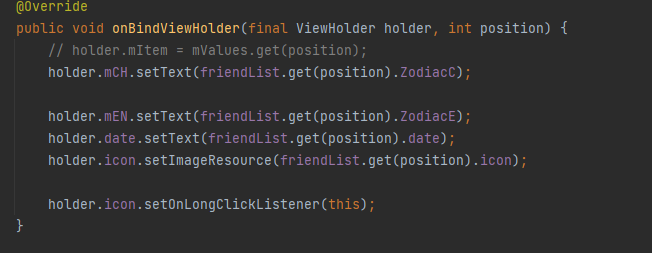 @Override
public void onBindViewHolder(final ViewHolder holder, int position) {
// holder.mItem = mValues.get(position);
holder.mCH.setText(friendList.get(position).ZodiacC);
holder.mEN.setText(friendList.get(position).ZodiacE);
holder.date.setText(friendList.get(position).date);
holder.icon.setImageResource(friendList.get(position).icon);
holder.icon.setOnLongClickListener(this);
}